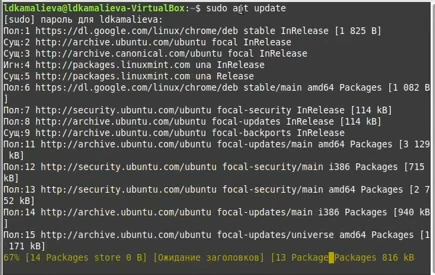 ldkamalieva@ldkamalieva-VirtualBox:~$ sudo apt update
[sudo] пароль для ldkamalieva:
Пол:1 https://dl.google.com/linux/chrome/deb stable InRelease [1 825 B]
Сущ:2 http://archive.ubuntu.com/ubuntu focal InRelease
Сущ:3 http://archive.canonical.com/ubuntu focal InRelease
Игн:4 http://packages.linuxmint.com una InRelease
Сущ:5 http://packages.linuxmint.com una Release
Пол:6 https://dl.google.com/linux/chrome/deb stable/main amd64 Packages [1 082 B
]
Пол:7 http://security.ubuntu.com/ubuntu focal-security InRelease [114 kB]
Пол:8 http://archive.ubuntu.com/ubuntu focal-updates InRelease [114 kB]
Сущ:9 http://archive.ubuntu.com/ubuntu focal-backports InRelease
Пол:11 http://archive.ubuntu.com/ubuntu focal-updates/main amd64 Packages [3 129
kB]
Пол:12 http://security.ubuntu.com/ubuntu focal-security/main i386 Packages [715
kB]
Пол:13 http://security.ubuntu.com/ubuntu focal-security/main amd64 Packages [2 7
52 kB]
Пол:14 http://archive.ubuntu.com/ubuntu focal-updates/main i386 Packages [940 kB
]
Пол:15 http://archive.ubuntu.com/ubuntu focal-updates/universe amd64 Packages [1
171 kB]
67% [14 Packages store 0 B] [Ожидание заголовков] [13 Package Packages 816 kB